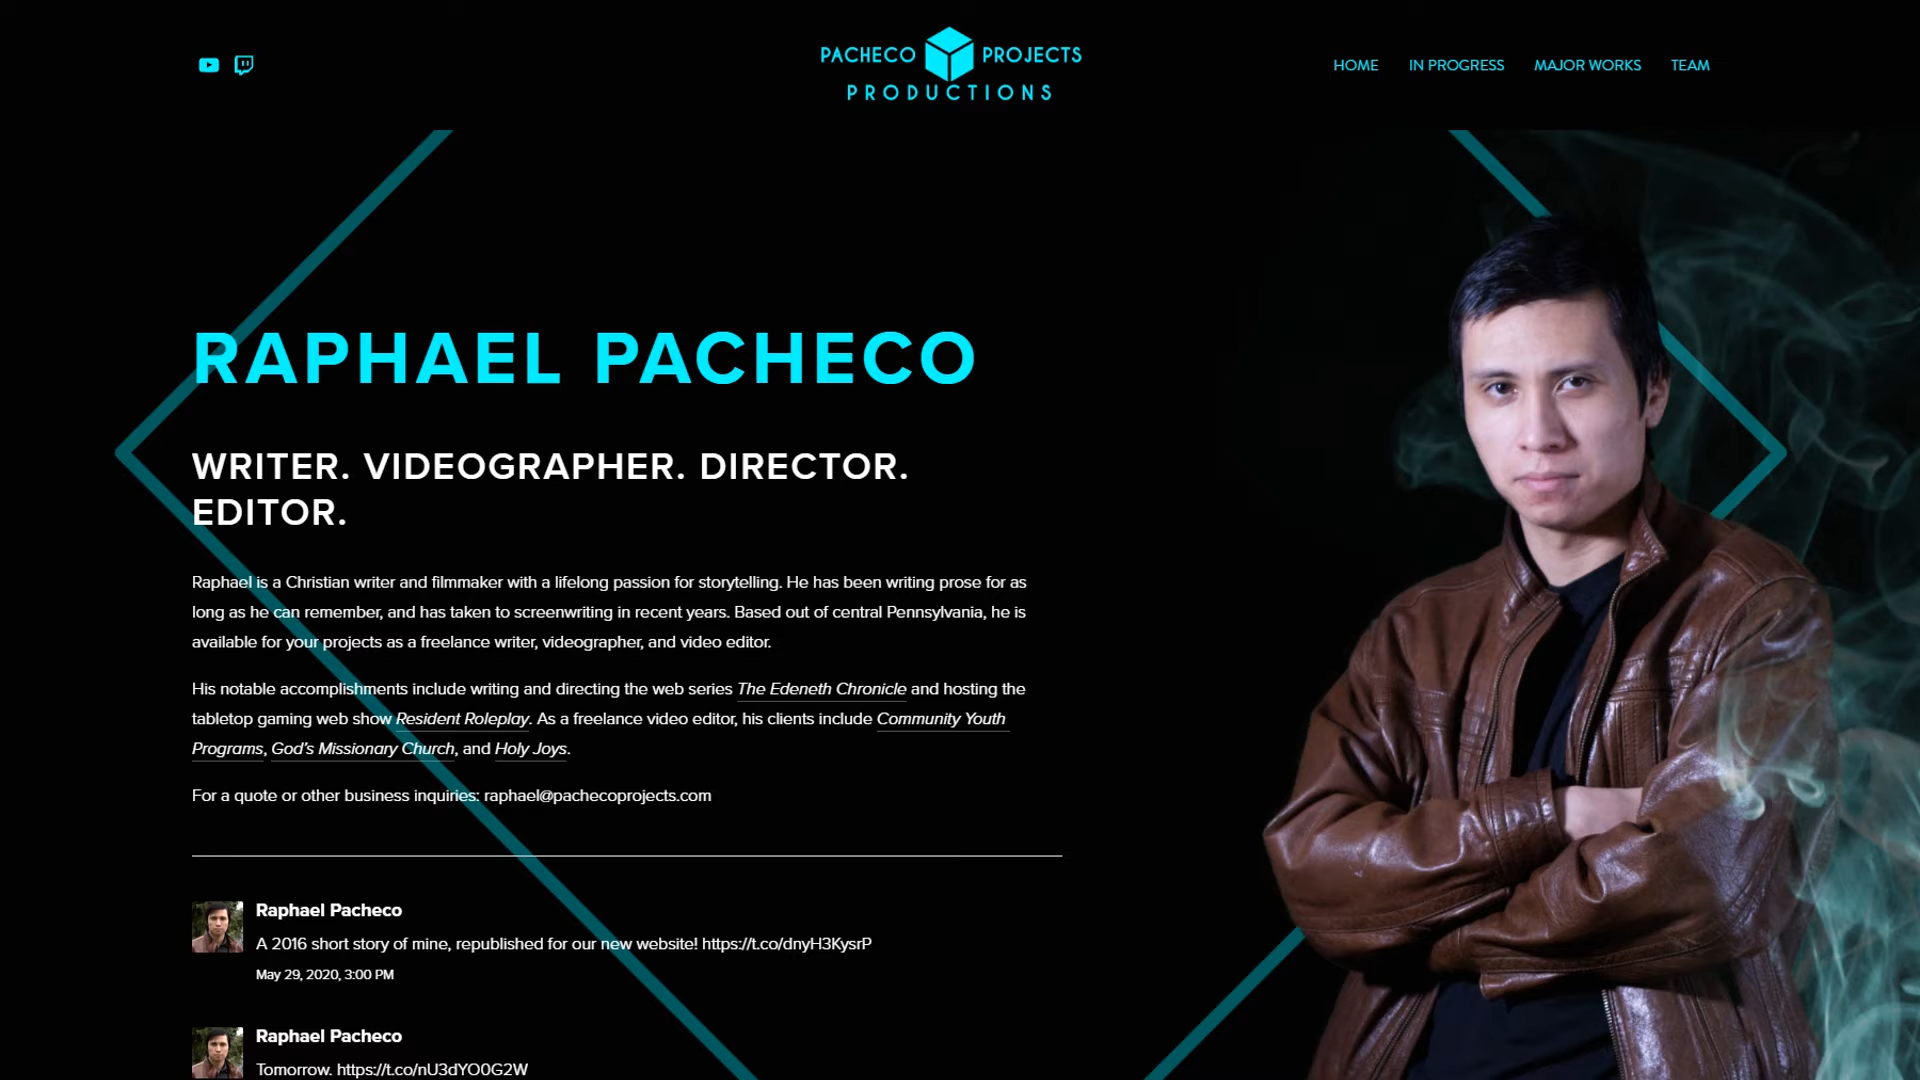 PACHECO PROJECTS
PRODUCTIONS
HOME IN PROGRESS MAJOR WORKS TEAM
RAPHAEL PACHECO
WRITER. VIDEOGRAPHER. DIRECTOR.
EDITOR.
Raphael is a Christian writer and filmmaker with a lifelong passion for storytelling. He has been writing prose for as
long as he can remember, and has taken to screenwriting in recent years. Based out of central Pennsylvania, he is
available for your projects as a freelance writer, videographer, and video editor.
His notable accomplishments include writing and directing the web series The Edeneth Chronicle and hosting the
tabletop gaming web show Resident Roleplay. As a freelance video editor, his clients include Community Youth
Programs, God’s Missionary Church, and Holy Joys.
For a quote or other business inquiries: raphael@pachecoprojects.com
Raphael Pacheco
A 2016 short story of mine, republished for our new website! https://t.co/dnyH3KysrP
May 29, 2020, 3:00 PM
Raphael Pacheco
Tomorrow. https://t.co/nU3dYO0G2W